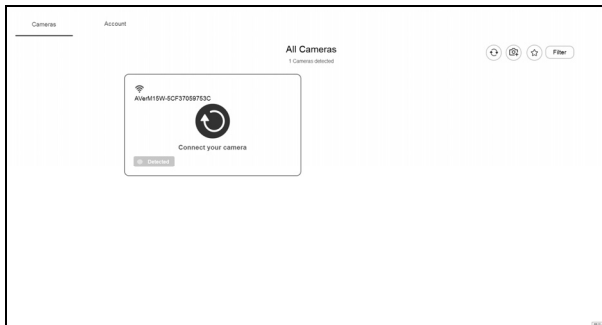 Cameras
Account
All Cameras
1 Cameras detected
Filter
AVerM15W-5CF37059753C
Connect your camera
Detected